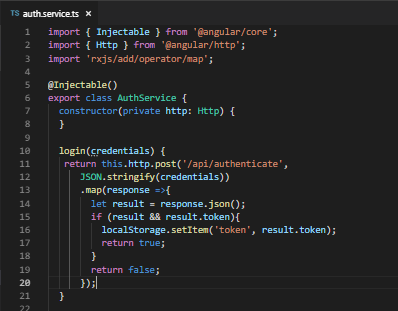 TS auth.service.ts ×
1 import { Injectable } from '@angular/core';
2 import { Http } from '@angular/http';
3 import 'rxjs/add/operator/map';
4
5 @Injectable()
6 export class AuthService {
7   constructor(private http: Http) {
8   }
9
10   login(credentials) {
11    return this.http.post('/api/authenticate',
12      JSON.stringify(credentials))
13      .map(response =>{
14        let result = response.json();
15        if (result && result.token){
16          localStorage.setItem('token', result.token);
17          return true;
18        }
19        return false;
20      });
21   }